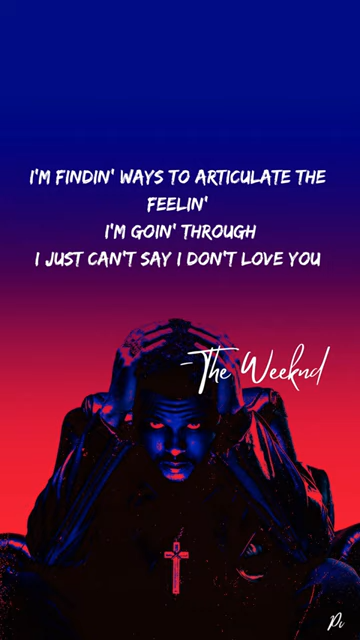 I'M FINDIN' WAYS TO ARTICULATE THE
FEELIN'
I'M GOIN' THROUGH
I JUST CAN'T SAY I DON'T LOVE YOU
-The Weeknd